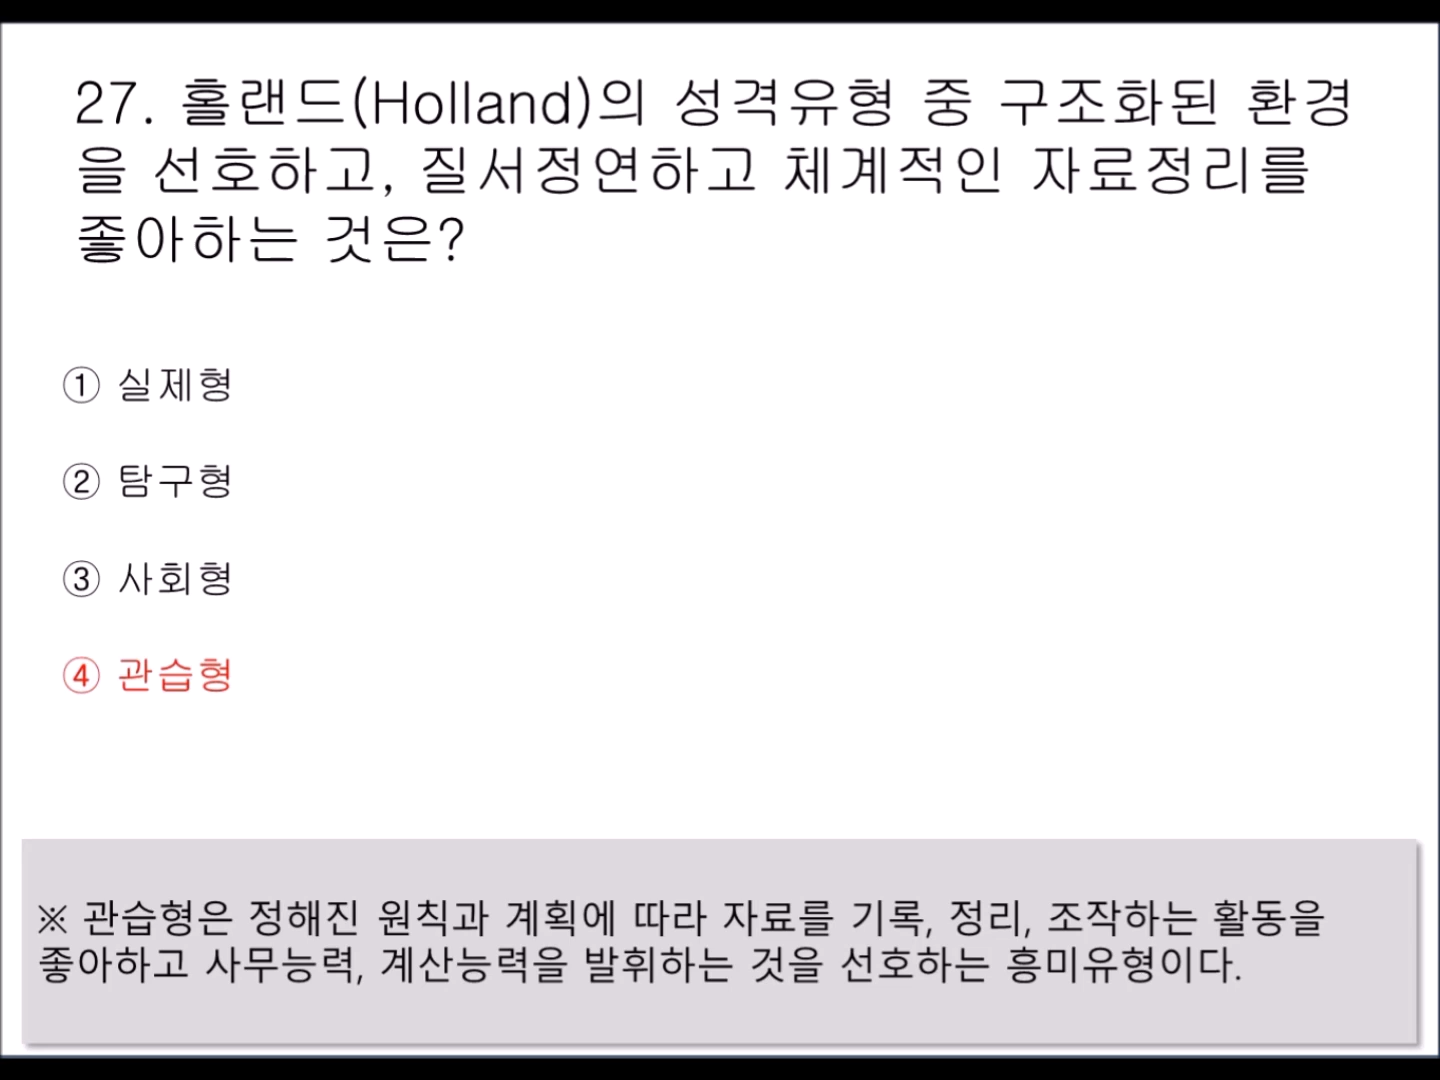 27. 홀랜드(Holland)의 성격유형 중 구조화된 환경
을 선호하고, 질서정연하고 체계적인 자료정리를
좋아하는 것은?
① 실제형
② 탐구형
③ 사회형
④ 관습형
※ 관습형은 정해진 원칙과 계획에 따라 자료를 기록, 정리, 조작하는 활동을
좋아하고 사무능력, 계산능력을 발휘하는 것을 선호하는 흥미유형이다.